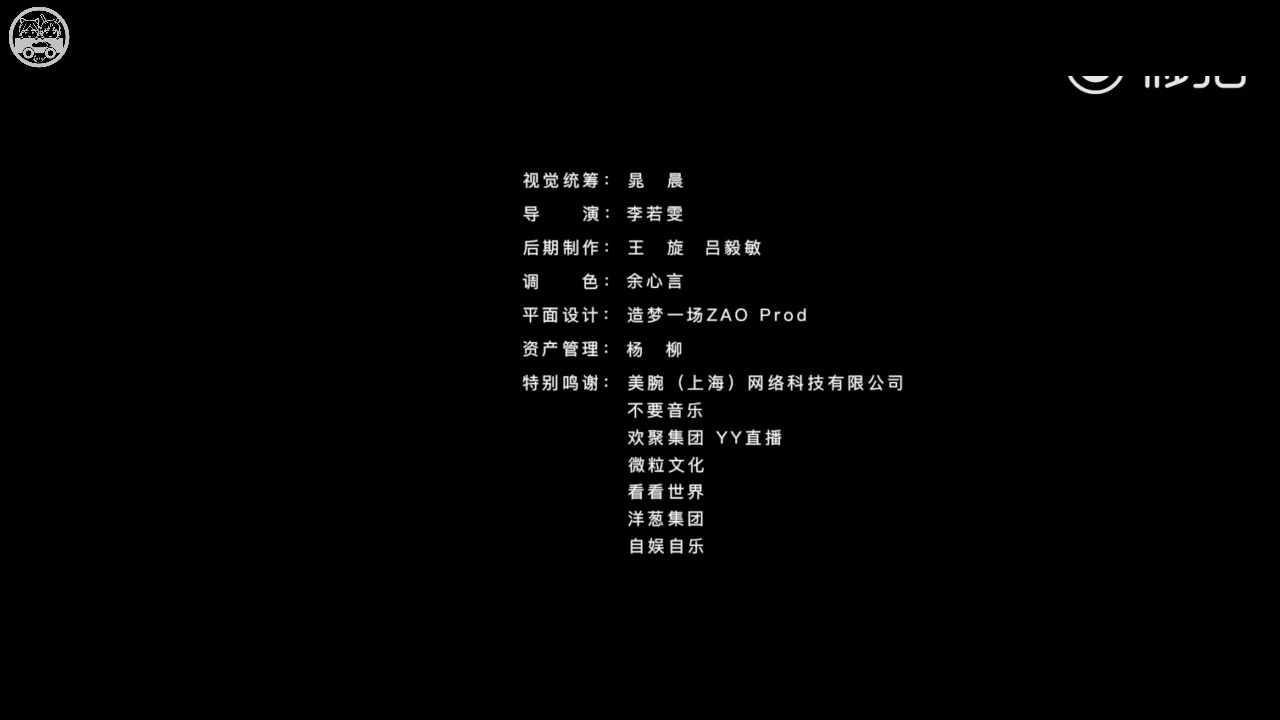 视觉统筹：晁 晨
导 演：李若雯
后期制作：王 旋 吕毅敏
调 色：余心言
平面设计：造梦一场ZAO Prod
资产管理：杨 柳
特别鸣谢：美腕（上海）网络科技有限公司
不要音乐
欢聚集团 YY直播
微粒文化
看看世界
洋葱集团
自娱自乐